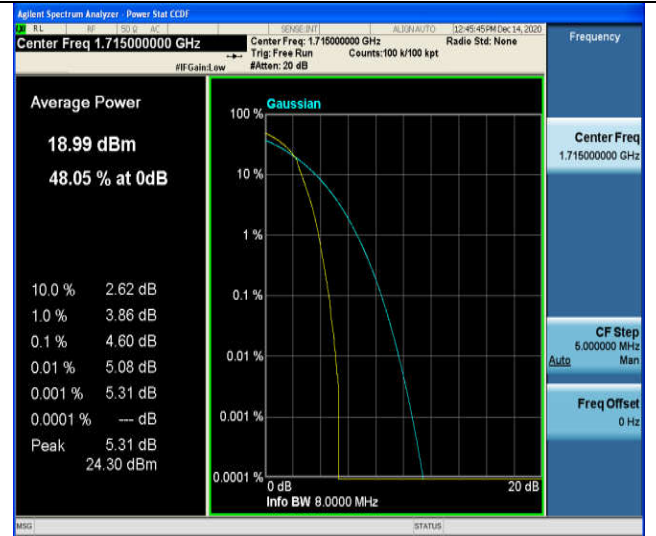 Agilent Spectrum Analyzer - Power Stat CCDF
RL RF 50 Ω AC SENSE:INT ALIGN AUTO 12:45:45 PM Dec 14, 2020
Center Freq 1.715000000 GHz
Center Freq: 1.715000000 GHz
Radio Std: None
Trig: Free Run
Counts:100 k/100 kpt
#IFGain:Low
#Atten: 20 dB
Frequency
Average Power
18.99 dBm
48.05 % at 0dB
10.0 % 2.62 dB
1.0 % 3.86 dB
0.1 % 4.60 dB
0.01 % 5.08 dB
0.001 % 5.31 dB
0.0001 % --- dB
Peak 5.31 dB
24.30 dBm
Gaussian
100 %
10 %
1 %
0.1 %
0.01 %
0.001 %
0.0001 %
0 dB
20 dB
Info BW 8.0000 MHz
Center Freq
1.715000000 GHz
CF Step
5.000000 MHz
Auto Man
Freq Offset
0 Hz
MSG
STATUS